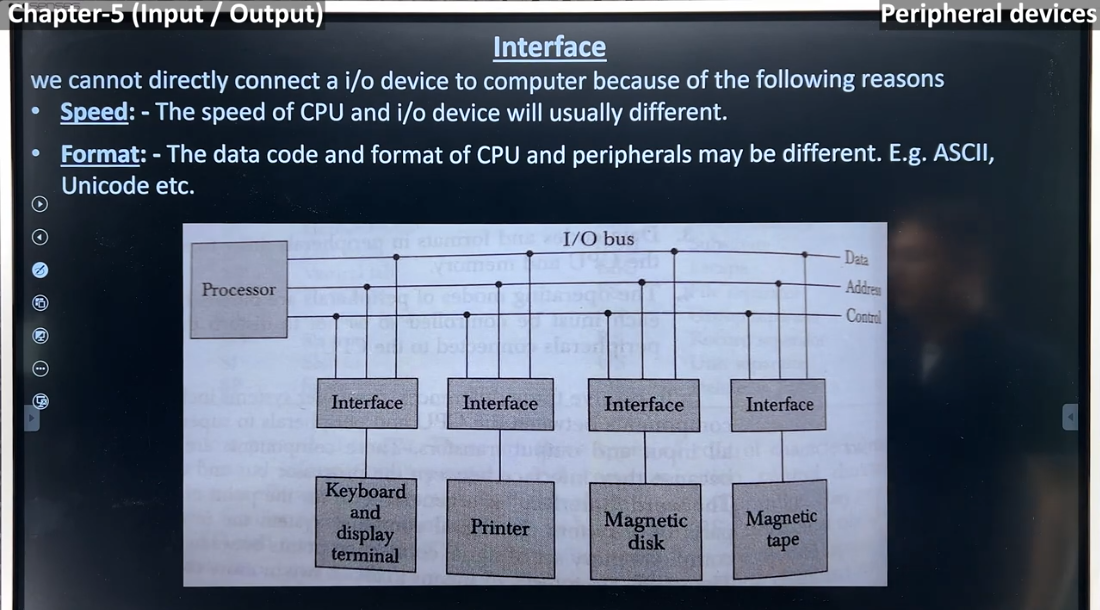 Chapter-5 (Input / Output)
Peripheral devices
Interface
we cannot directly connect a i/o device to computer because of the following reasons
• Speed: - The speed of CPU and i/o device will usually different.
• Format: - The data code and format of CPU and peripherals may be different. E.g. ASCII,
Unicode etc.
I/O bus
Processor
Data
Address
Control
Interface
Interface
Interface
Interface
Keyboard
and
display
terminal
Printer
Magnetic
disk
Magnetic
tape